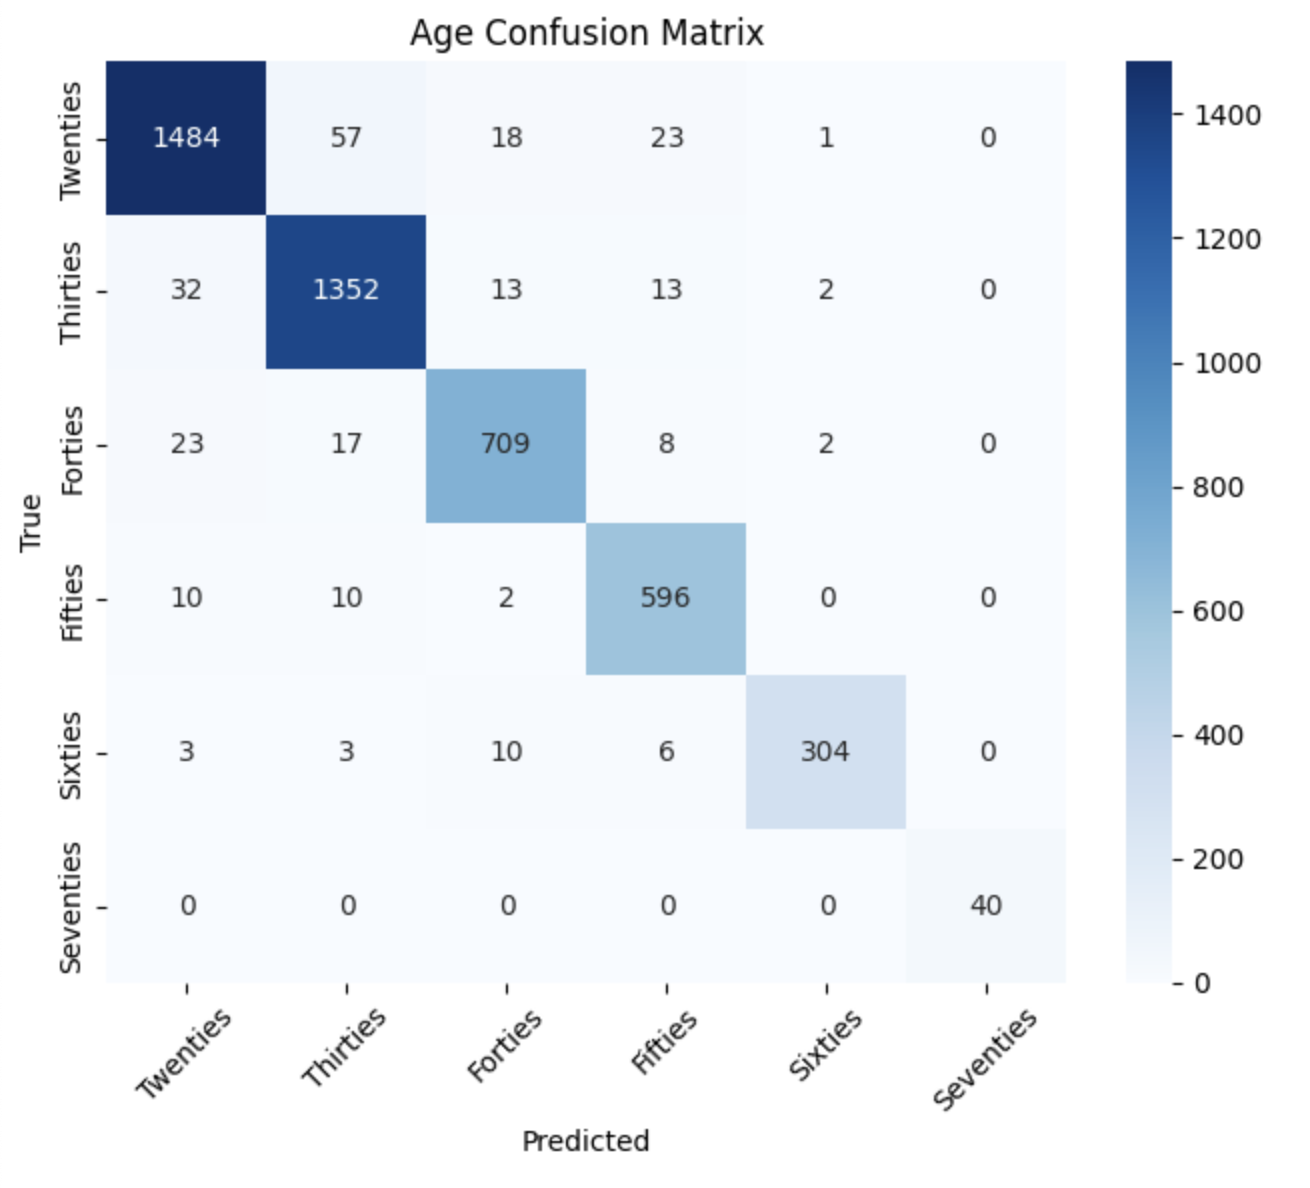 Age Confusion Matrix
Twenties 1484 57 18 23 1 0
Thirties 32 1352 13 13 2 0
Forties 23 17 709 8 2 0
Fifties 10 10 2 596 0 0
Sixties 3 3 10 6 304 0
Seventies 0 0 0 0 0 40
True
Twenties Thirties Forties Fifties Sixties Seventies
Predicted
1400
1200
1000
800
600
400
200
0